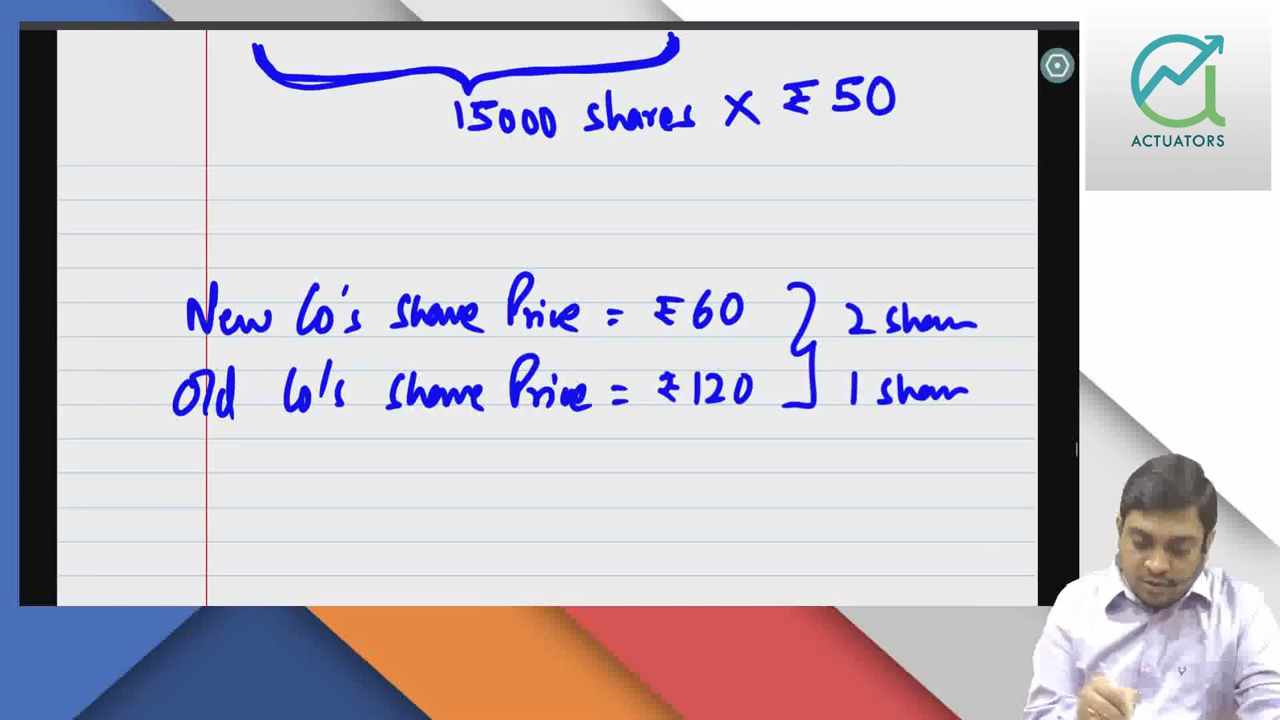 15000 shares × ₹ 50
New Co's share Price = ₹ 60 2 share
Old Co's share Price = ₹ 120 1 share
ACTUATORS